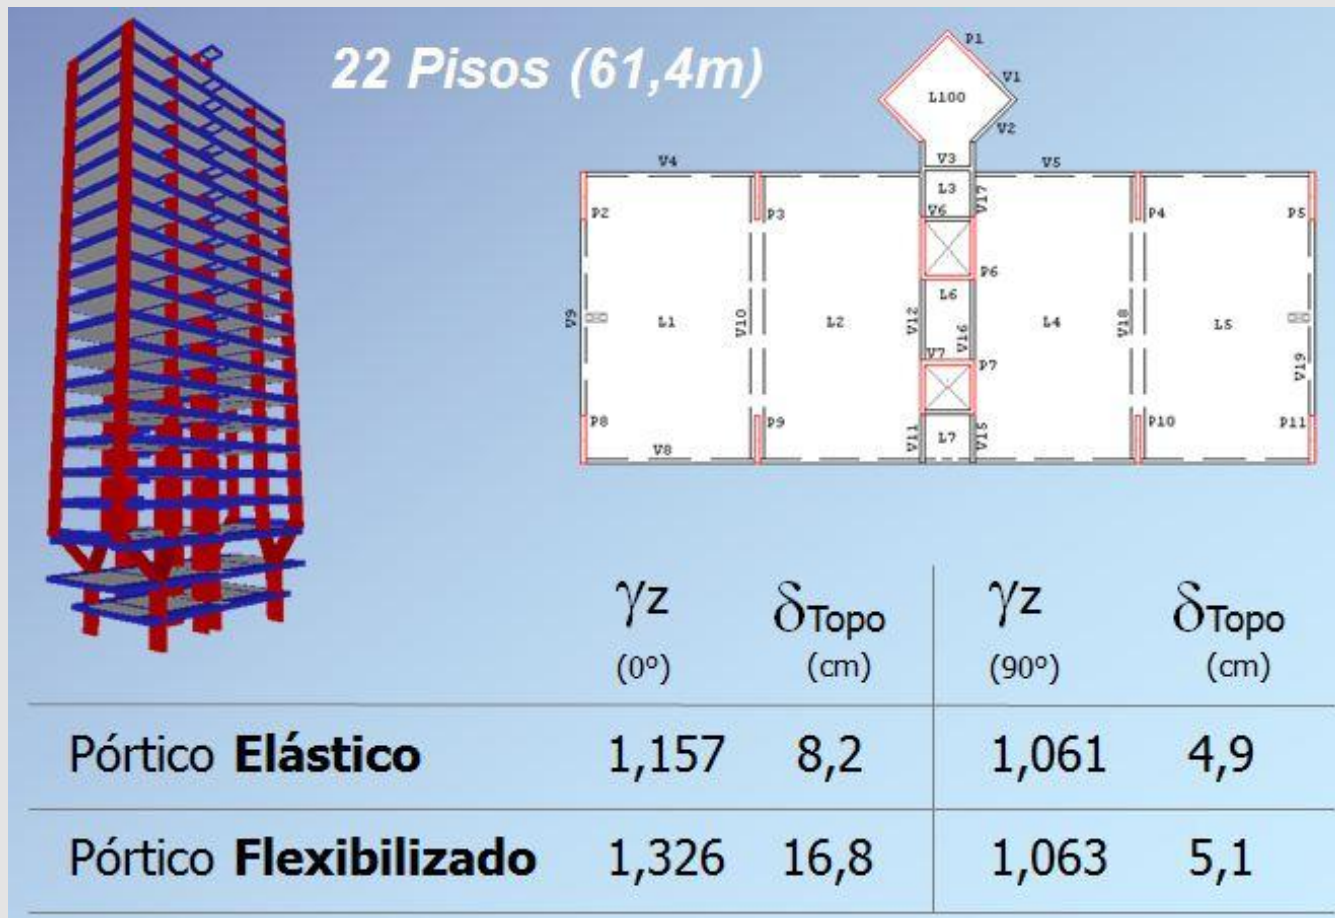 22 Pisos (61,4m)
P1
V1
L100
V2
V4
V3
V5
L3
V17
P2
P3
V6
P4
P5
P6
V9
L1
V10
L2
V12
L6
V16
L4
V18
L5
V19
V7
P7
P8
P9
V11
L7
V15
P10
P11
V8
γz δTopo γz δTopo
(0º) (cm) (90º) (cm)
Pórtico Elástico 1,157 8,2 1,061 4,9
Pórtico Flexibilizado 1,326 16,8 1,063 5,1